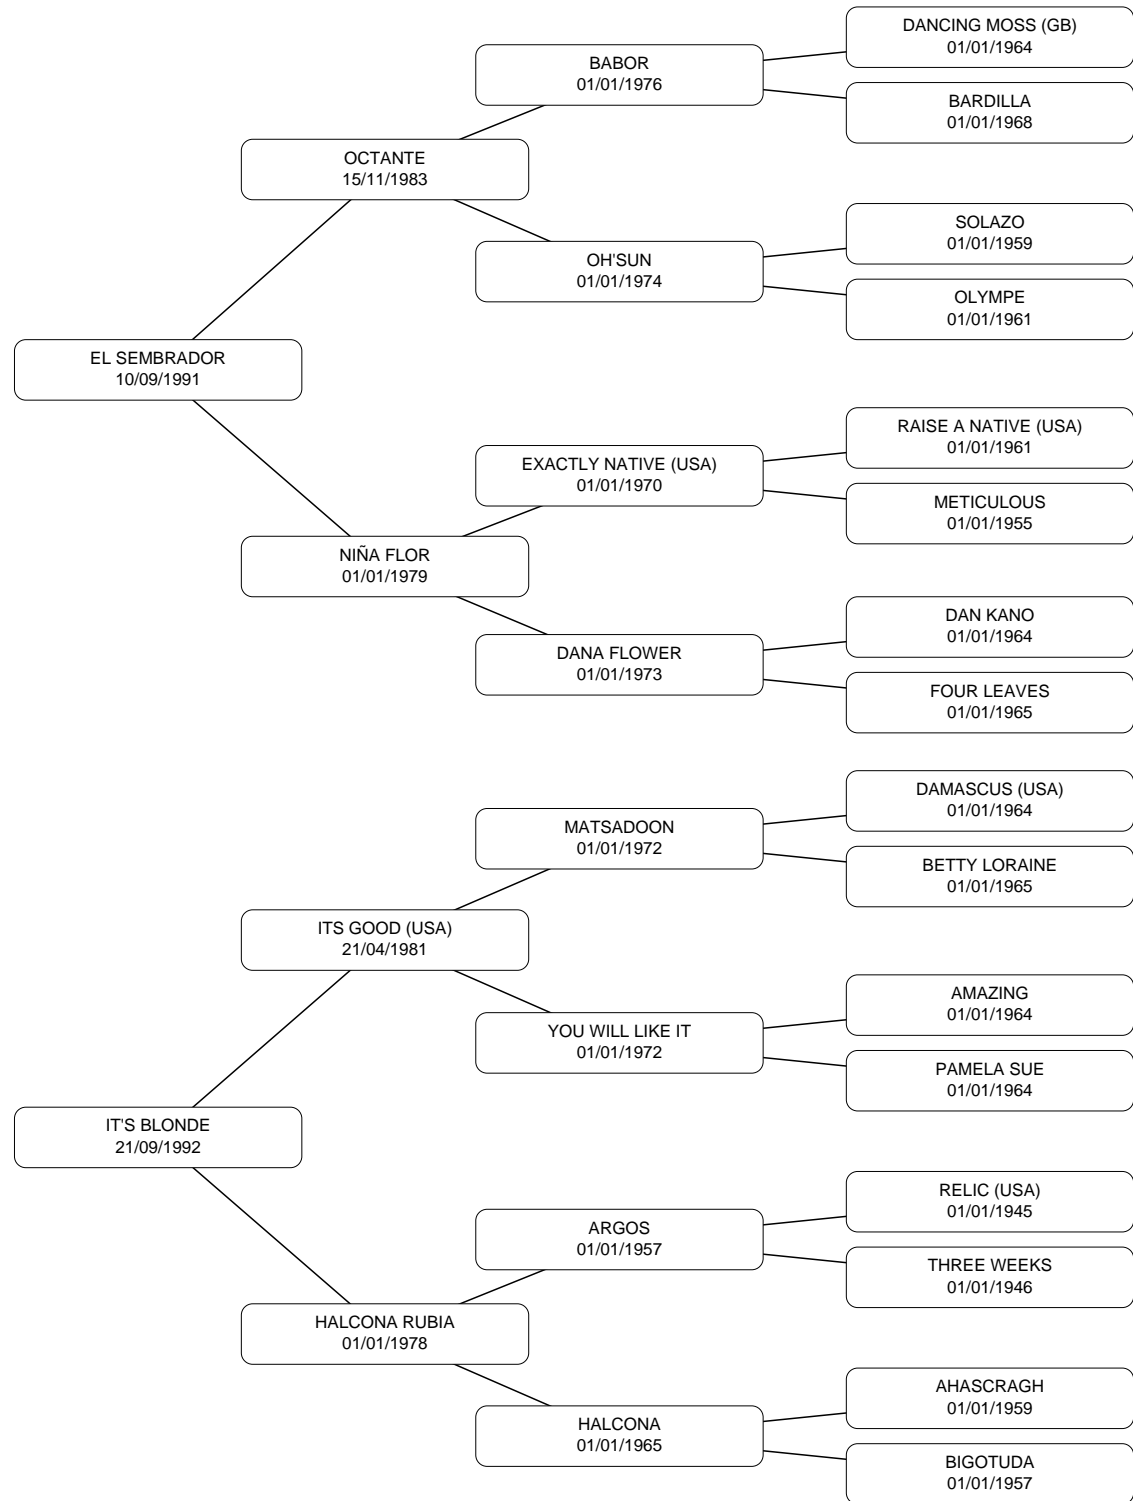 DANCING MOSS (GB)
01/01/1964
BABOR
01/01/1976
BARDILLA
01/01/1968
OCTANTE
15/11/1983
SOLAZO
01/01/1959
OH'SUN
01/01/1974
OLYMPE
01/01/1961
EL SEMBRADOR
10/09/1991
RAISE A NATIVE (USA)
01/01/1961
EXACTLY NATIVE (USA)
01/01/1970
METICULOUS
01/01/1955
NIÑA FLOR
01/01/1979
DAN KANO
01/01/1964
DANA FLOWER
01/01/1973
FOUR LEAVES
01/01/1965
DAMASCUS (USA)
01/01/1964
MATSADOON
01/01/1972
BETTY LORAINE
01/01/1965
ITS GOOD (USA)
21/04/1981
AMAZING
01/01/1964
YOU WILL LIKE IT
01/01/1972
PAMELA SUE
01/01/1964
IT'S BLONDE
21/09/1992
RELIC (USA)
01/01/1945
ARGOS
01/01/1957
THREE WEEKS
01/01/1946
HALCONA RUBIA
01/01/1978
AHASCRAGH
01/01/1959
HALCONA
01/01/1965
BIGOTUDA
01/01/1957